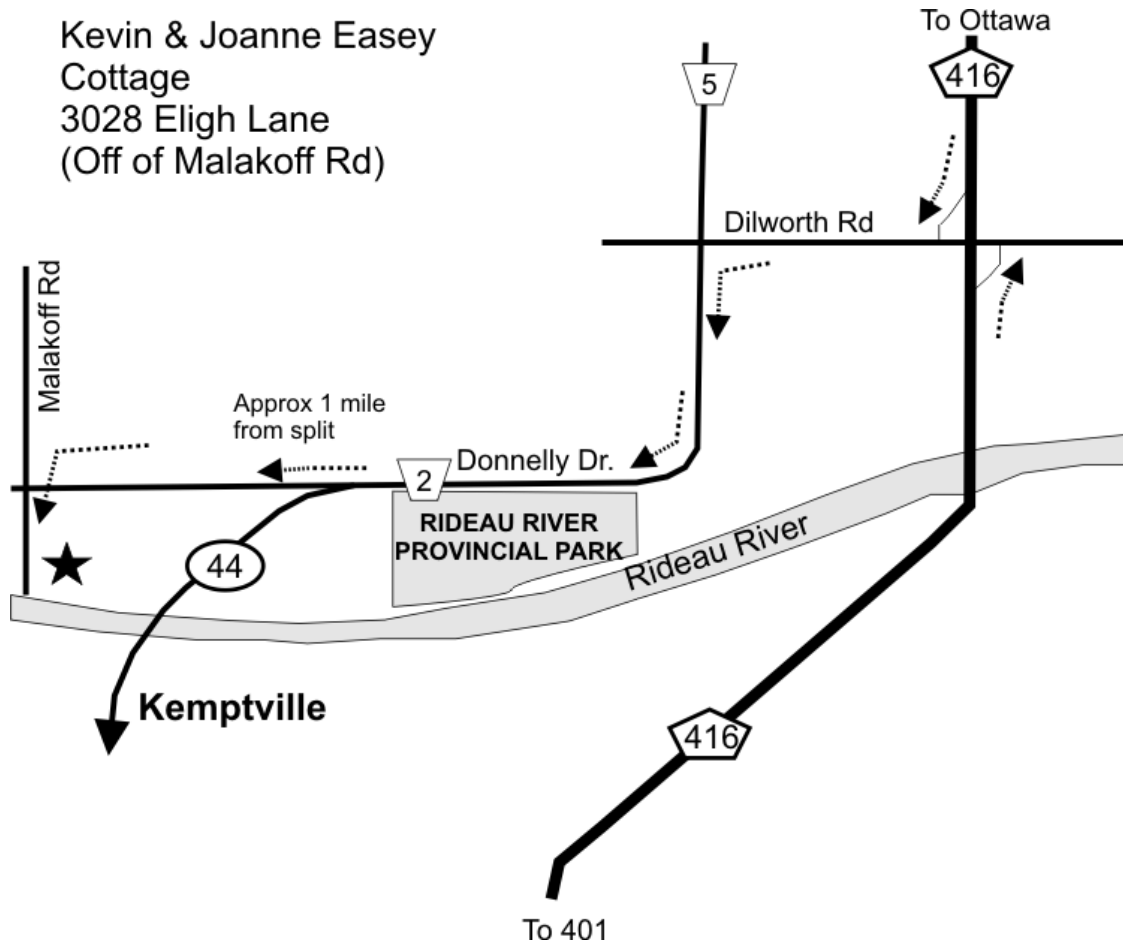 Kevin & Joanne Easey
Cottage
3028 Eligh Lane
(Off of Malakoff Rd)
To Ottawa
416
5
Dilworth Rd
Malakoff Rd
Approx 1 mile
from split
Donnelly Dr.
2
RIDEAU RIVER
PROVINCIAL PARK
Rideau River
44
Kemptville
416
To 401